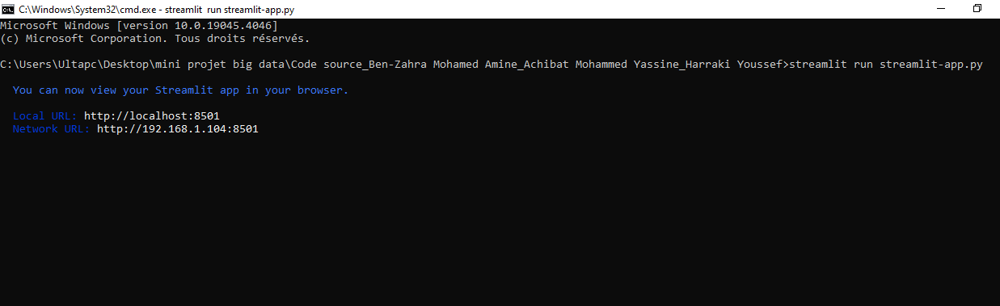 C:\Windows\System32\cmd.exe - streamlit run streamlit-app.py
Microsoft Windows [version 10.0.19045.4046]
(c) Microsoft Corporation. Tous droits réservés.
C:\Users\Ultapc\Desktop\mini projet big data\Code source_Ben-Zahra Mohamed Amine_Achibat Mohammed Yassine_Harraki Youssef>streamlit run streamlit-app.py
You can now view your Streamlit app in your browser.
Local URL: http://localhost:8501
Network URL: http://192.168.1.104:8501